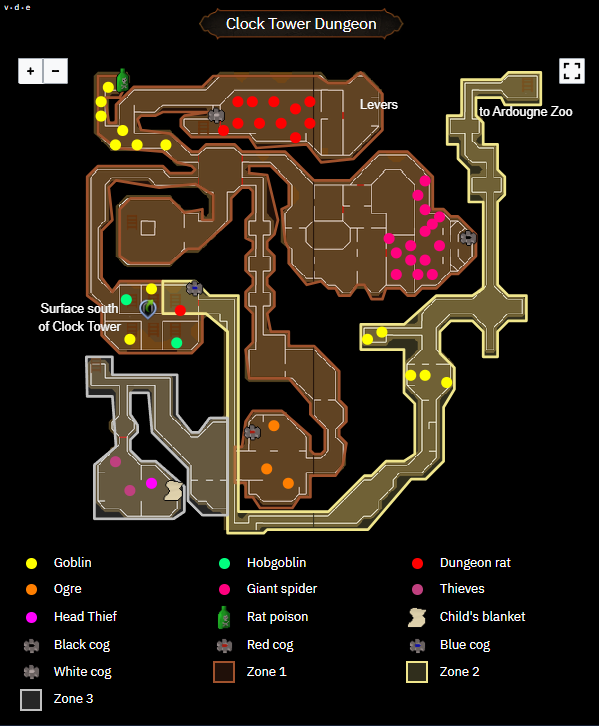 v·d·e
Clock Tower Dungeon
+ −
Levers
to Ardougne Zoo
Surface south
of Clock Tower
Goblin
Hobgoblin
Dungeon rat
Ogre
Giant spider
Thieves
Head Thief
Rat poison
Child's blanket
Black cog
Red cog
Blue cog
White cog
Zone 1
Zone 2
Zone 3